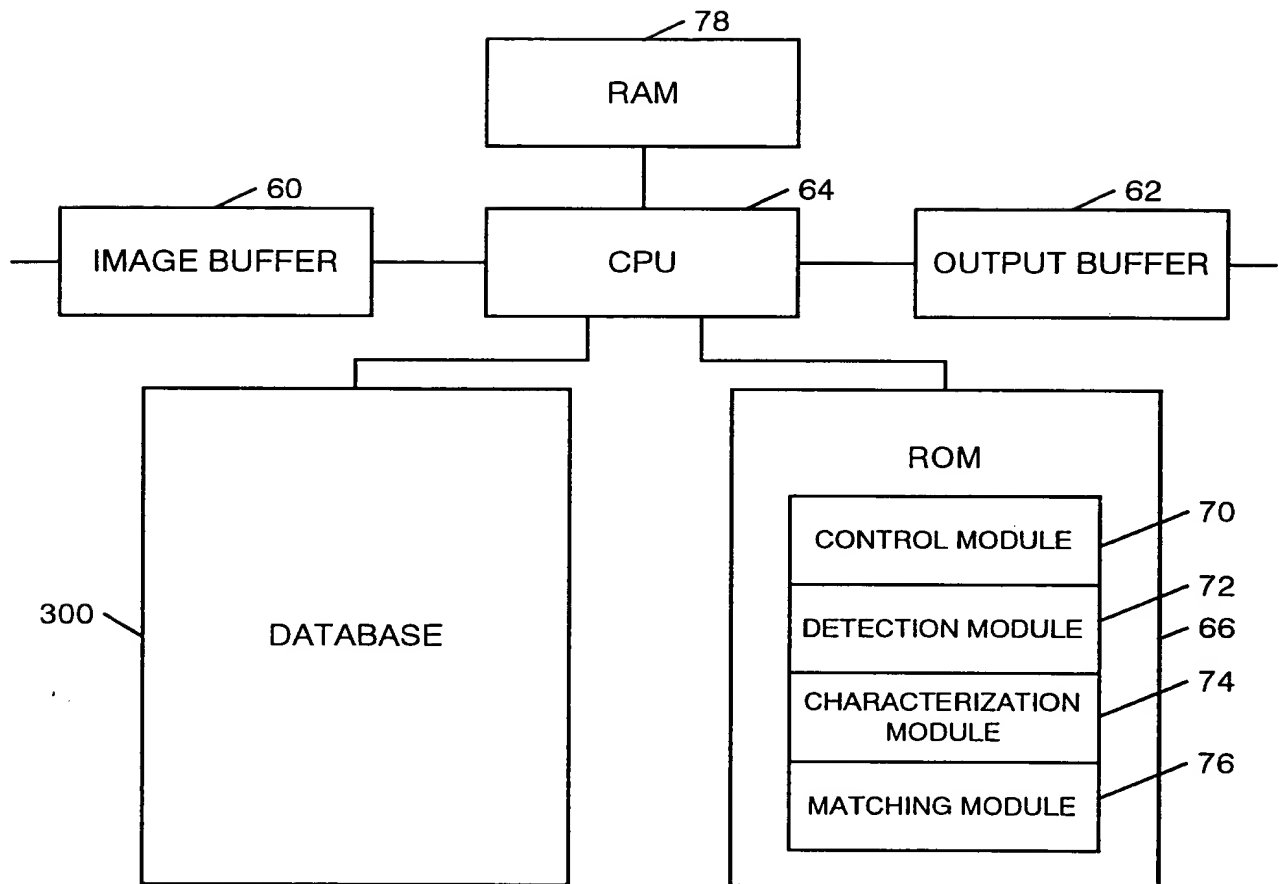 78
RAM
60
64
62
IMAGE BUFFER
CPU
OUTPUT BUFFER
ROM
CONTROL MODULE
70
DETECTION MODULE
72
66
300
DATABASE
CHARACTERIZATION
MODULE
74
MATCHING MODULE
76